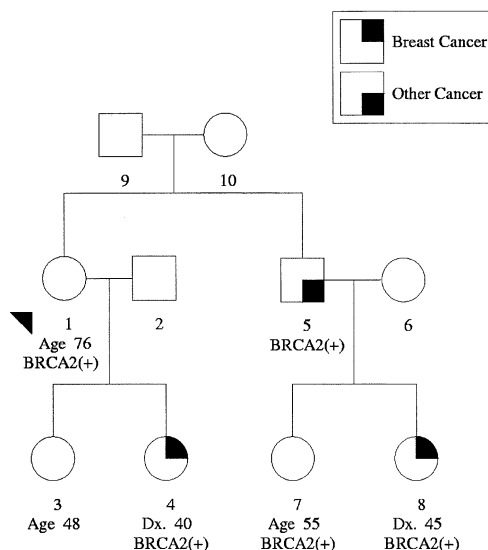 Breast Cancer
Other Cancer
9 10
1 2 5 6
Age 76 BRCA2(+)
BRCA2(+)
3 4 7 8
Age 48 Dx. 40 Age 55 Dx. 45
BRCA2(+) BRCA2(+) BRCA2(+)